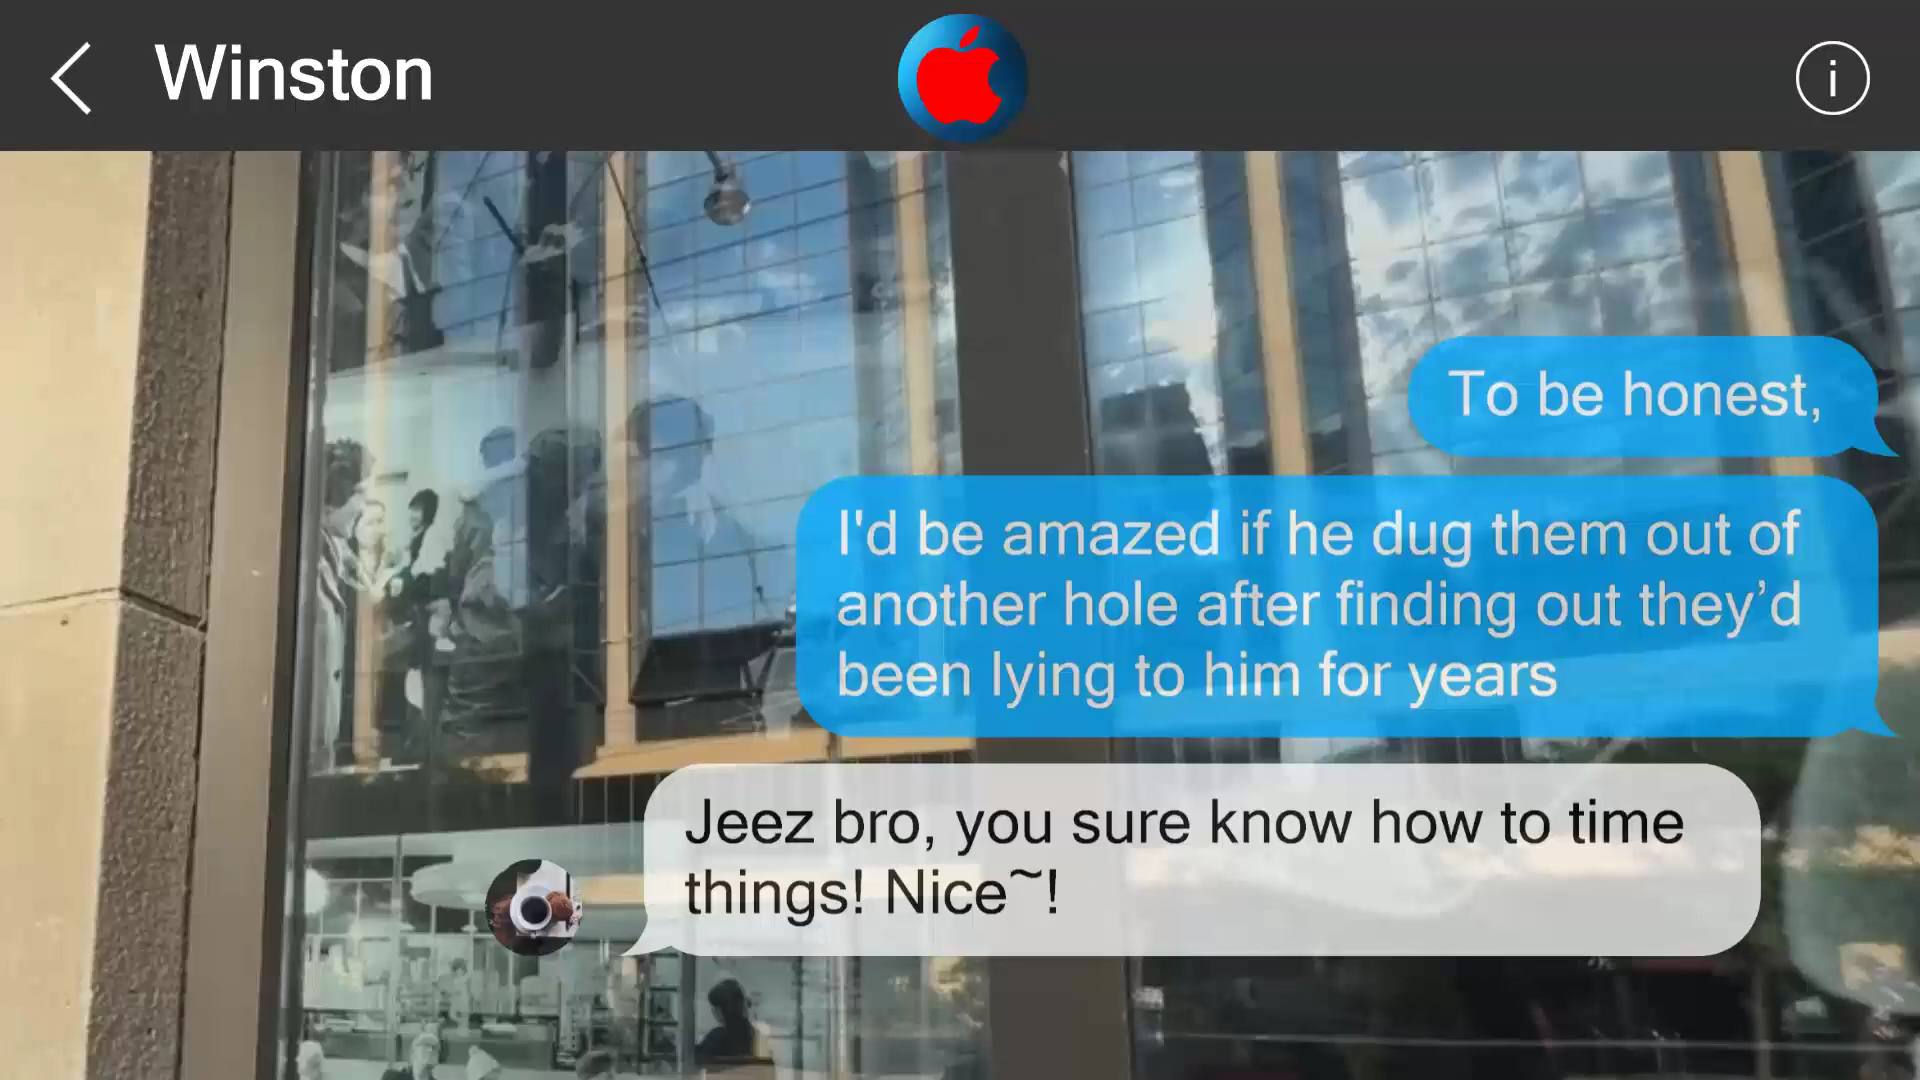 Winston
i
To be honest,
I'd be amazed if he dug them out of
another hole after finding out they’d
been lying to him for years
Jeez bro, you sure know how to time
things! Nice~!